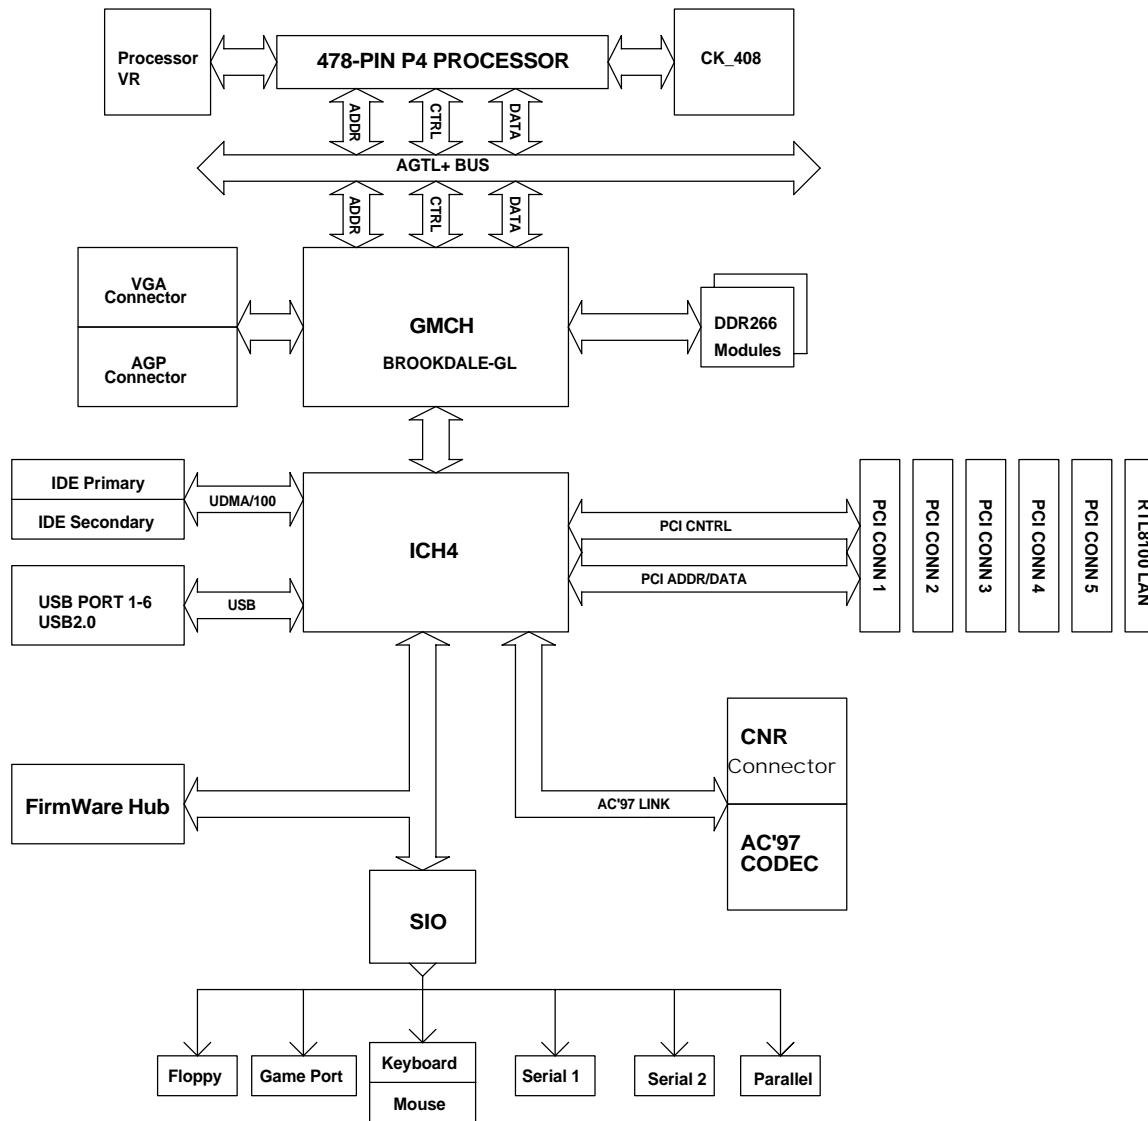 Processor
VR
478-PIN P4 PROCESSOR
CK_408
ADDR
CTRL
DATA
AGTL+ BUS
ADDR
CTRL
DATA
VGA
Connector
AGP
Connector
GMCH
BROOKDALE-GL
DDR266
Modules
IDE Primary
IDE Secondary
UDMA/100
ICH4
PCI CNTRL
PCI ADDR/DATA
PCI CONN 1
PCI CONN 2
PCI CONN 3
PCI CONN 4
PCI CONN 5
RTL8100 LAN
USB PORT 1-6
USB2.0
USB
CNR
Connector
FirmWare Hub
AC'97 LINK
AC'97
CODEC
SIO
Floppy
Game Port
Keyboard
Mouse
Serial 1
Serial 2
Parallel